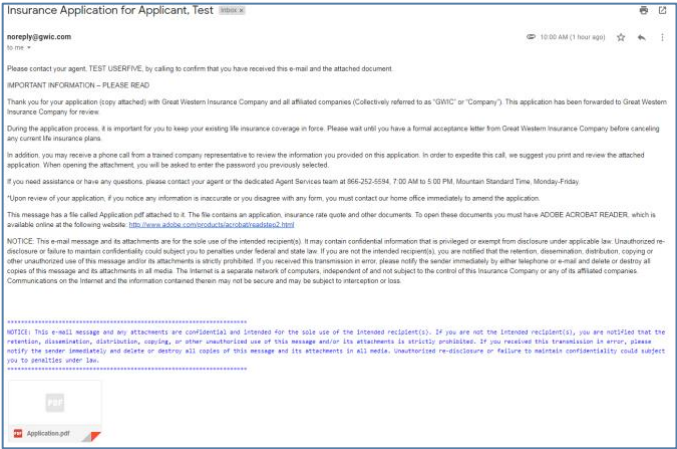 Insurance Application for Applicant, Test Inbox x
noreply@gwic.com 10:00 AM (1 hour ago)
to me
Please contact your agent, TEST USERFIVE, by calling to confirm that you have received this e-mail and the attached document.
IMPORTANT INFORMATION – PLEASE READ
Thank you for your application (copy attached) with Great Western Insurance Company and all affiliated companies (Collectively referred to as "GWIC" or "Company"). This application has been forwarded to Great Western
Insurance Company for review.
During the application process, it is important for you to keep your existing life insurance coverage in force. Please wait until you have a formal acceptance letter from Great Western Insurance Company before canceling
any current life insurance plans.
In addition, you may receive a phone call from a trained company representative to review the information you provided on this application. In order to expedite this call, we suggest you print and review the attached
application. When opening the attachment, you will be asked to enter the password you previously selected.
If you need assistance or have any questions, please contact your agent or the dedicated Agent Services team at 866-252-5594, 7:00 AM to 5:00 PM, Mountain Standard Time, Monday-Friday.
*Upon review of your application, if you notice any information is inaccurate or you disagree with any form, you must contact our home office immediately to amend the application.
This message has a file called Application.pdf attached to it. The file contains an application, insurance rate quote and other documents. To open these documents you must have ADOBE ACROBAT READER, which is
available online at the following website: http://www.adobe.com/products/acrobat/readstep2.html
NOTICE: This e-mail message and its attachments are for the sole use of the intended recipient(s). It may contain confidential information that is privileged or exempt from disclosure under applicable law. Unauthorized re-
disclosure or failure to maintain confidentiality could subject you to penalties under federal and state law. If you are not the intended recipient(s), you are notified that the retention, dissemination, distribution, copying or
other unauthorized use of this message and/or its attachments is strictly prohibited. If you received this transmission in error, please notify the sender immediately by either telephone or e-mail and delete or destroy all
copies of this message and its attachments in all media. The Internet is a separate network of computers, independent of and not subject to the control of this Insurance Company or any of its affiliated companies.
Communications on the Internet and the information contained therein may not be secure and may be subject to interception or loss.
**********************************************************************
NOTICE: This e-mail message and any attachments are confidential and intended for the sole use of the intended recipient(s). If you are not the intended recipient(s), you are notified that the
retention, dissemination, distribution, copying, or other unauthorized use of this message and/or its attachments is strictly prohibited. If you received this transmission in error, please
notify the sender immediately and delete or destroy all copies of this message and its attachments in all media. Unauthorized re-disclosure or failure to maintain confidentiality could subject
you to penalties under law.
**********************************************************************
PDF
PDF Application.pdf